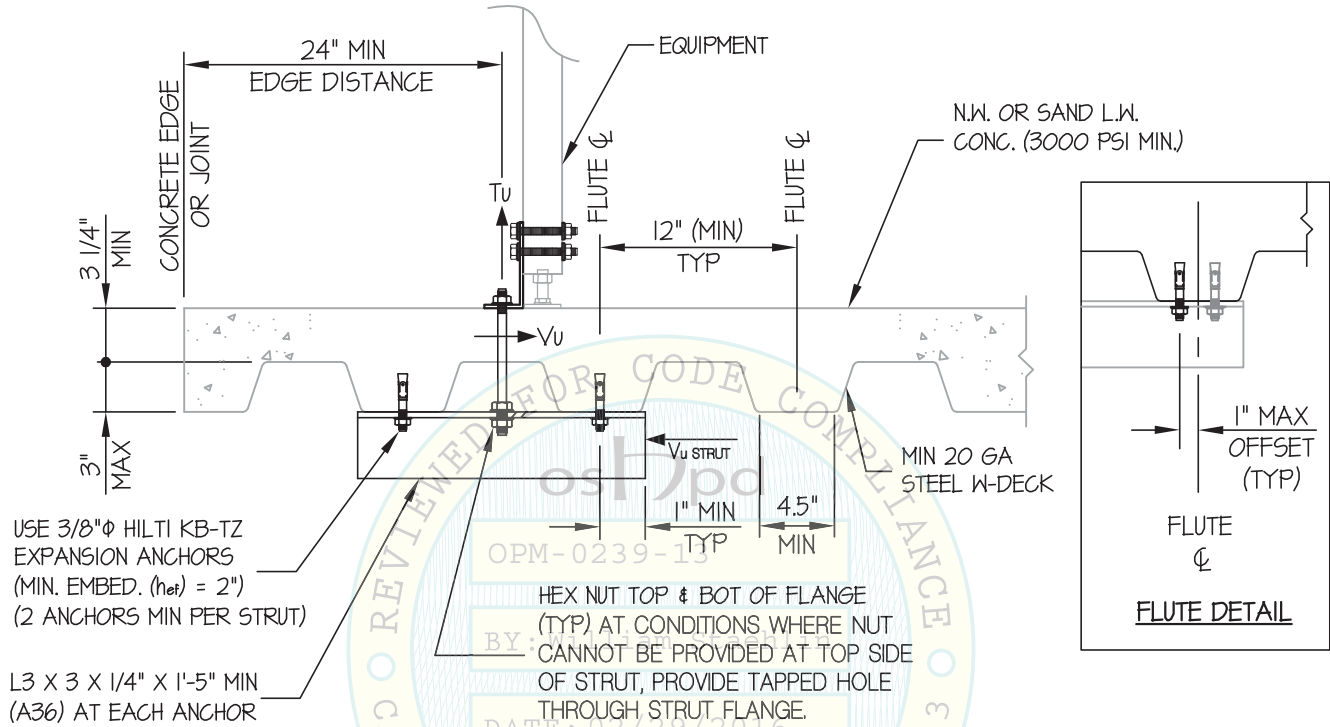 24" MIN
EDGE DISTANCE
EQUIPMENT
CONCRETE EDGE
OR JOINT
N.W. OR SAND L.W.
CONC. (3000 PSI MIN.)
FLUTE ℄
FLUTE ℄
Tu
12" (MIN)
TYP
3 1/4"
MIN
Vu
3"
MAX
Vu STRUT
MIN 20 GA
STEEL W-DECK
1" MIN
TYP
4.5"
MIN
USE 3/8"Φ HILTI KB-TZ
EXPANSION ANCHORS
(MIN. EMBED. (hef) = 2")
(2 ANCHORS MIN PER STRUT)
HEX NUT TOP & BOT OF FLANGE
(TYP) AT CONDITIONS WHERE NUT
CANNOT BE PROVIDED AT TOP SIDE
OF STRUT, PROVIDE TAPPED HOLE
THROUGH STRUT FLANGE.
L3 X 3 X 1/4" X 1'-5" MIN
(A36) AT EACH ANCHOR
1" MAX
OFFSET
(TYP)
FLUTE
℄
FLUTE DETAIL
REVIEWED FOR CODE COMPLIANCE
oshpd
OPM-0239-13
BY: William Staehlin